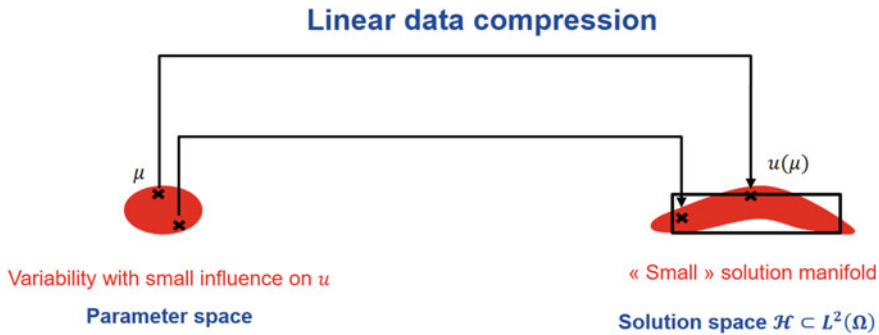 Linear data compression
μ
u(μ)
Variability with small influence on u
« Small » solution manifold
Parameter space
Solution space ℋ ⊂ L²(Ω)